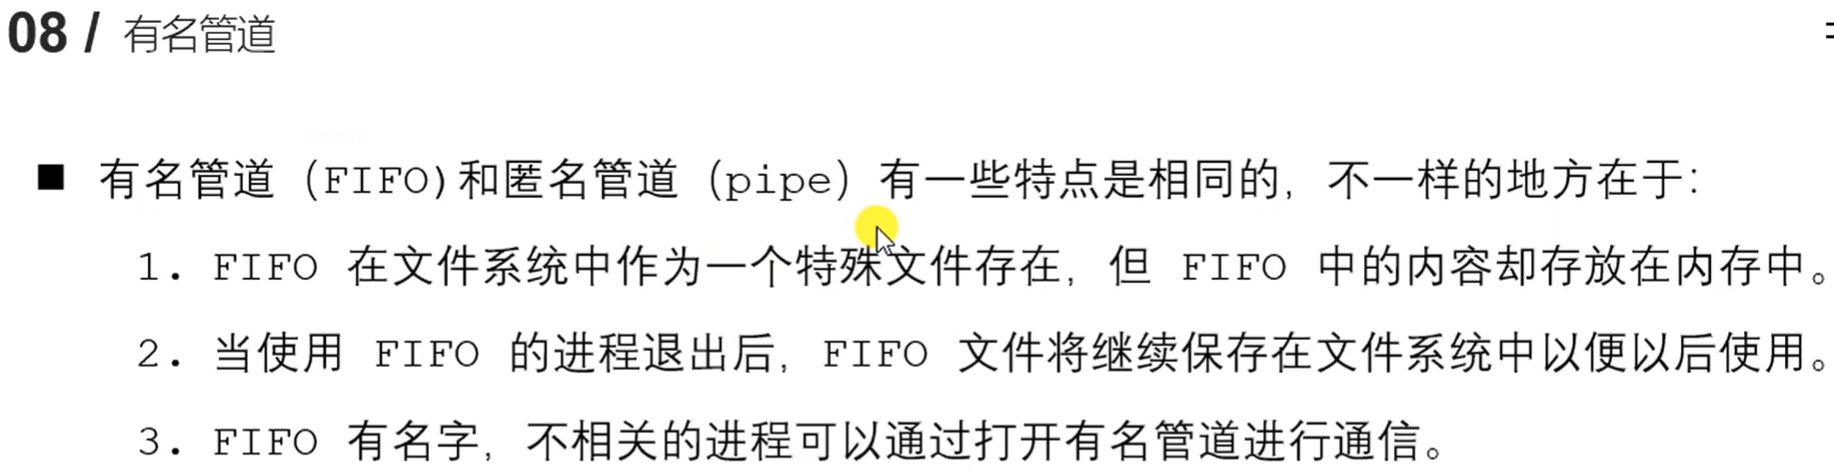 08 / 有名管道
■ 有名管道（FIFO)和匿名管道（pipe）有一些特点是相同的，不一样的地方在于：
1. FIFO 在文件系统中作为一个特殊文件存在，但 FIFO 中的内容却存放在内存中。
2. 当使用 FIFO 的进程退出后，FIFO 文件将继续保存在文件系统中以便以后使用。
3. FIFO 有名字，不相关的进程可以通过打开有名管道进行通信。